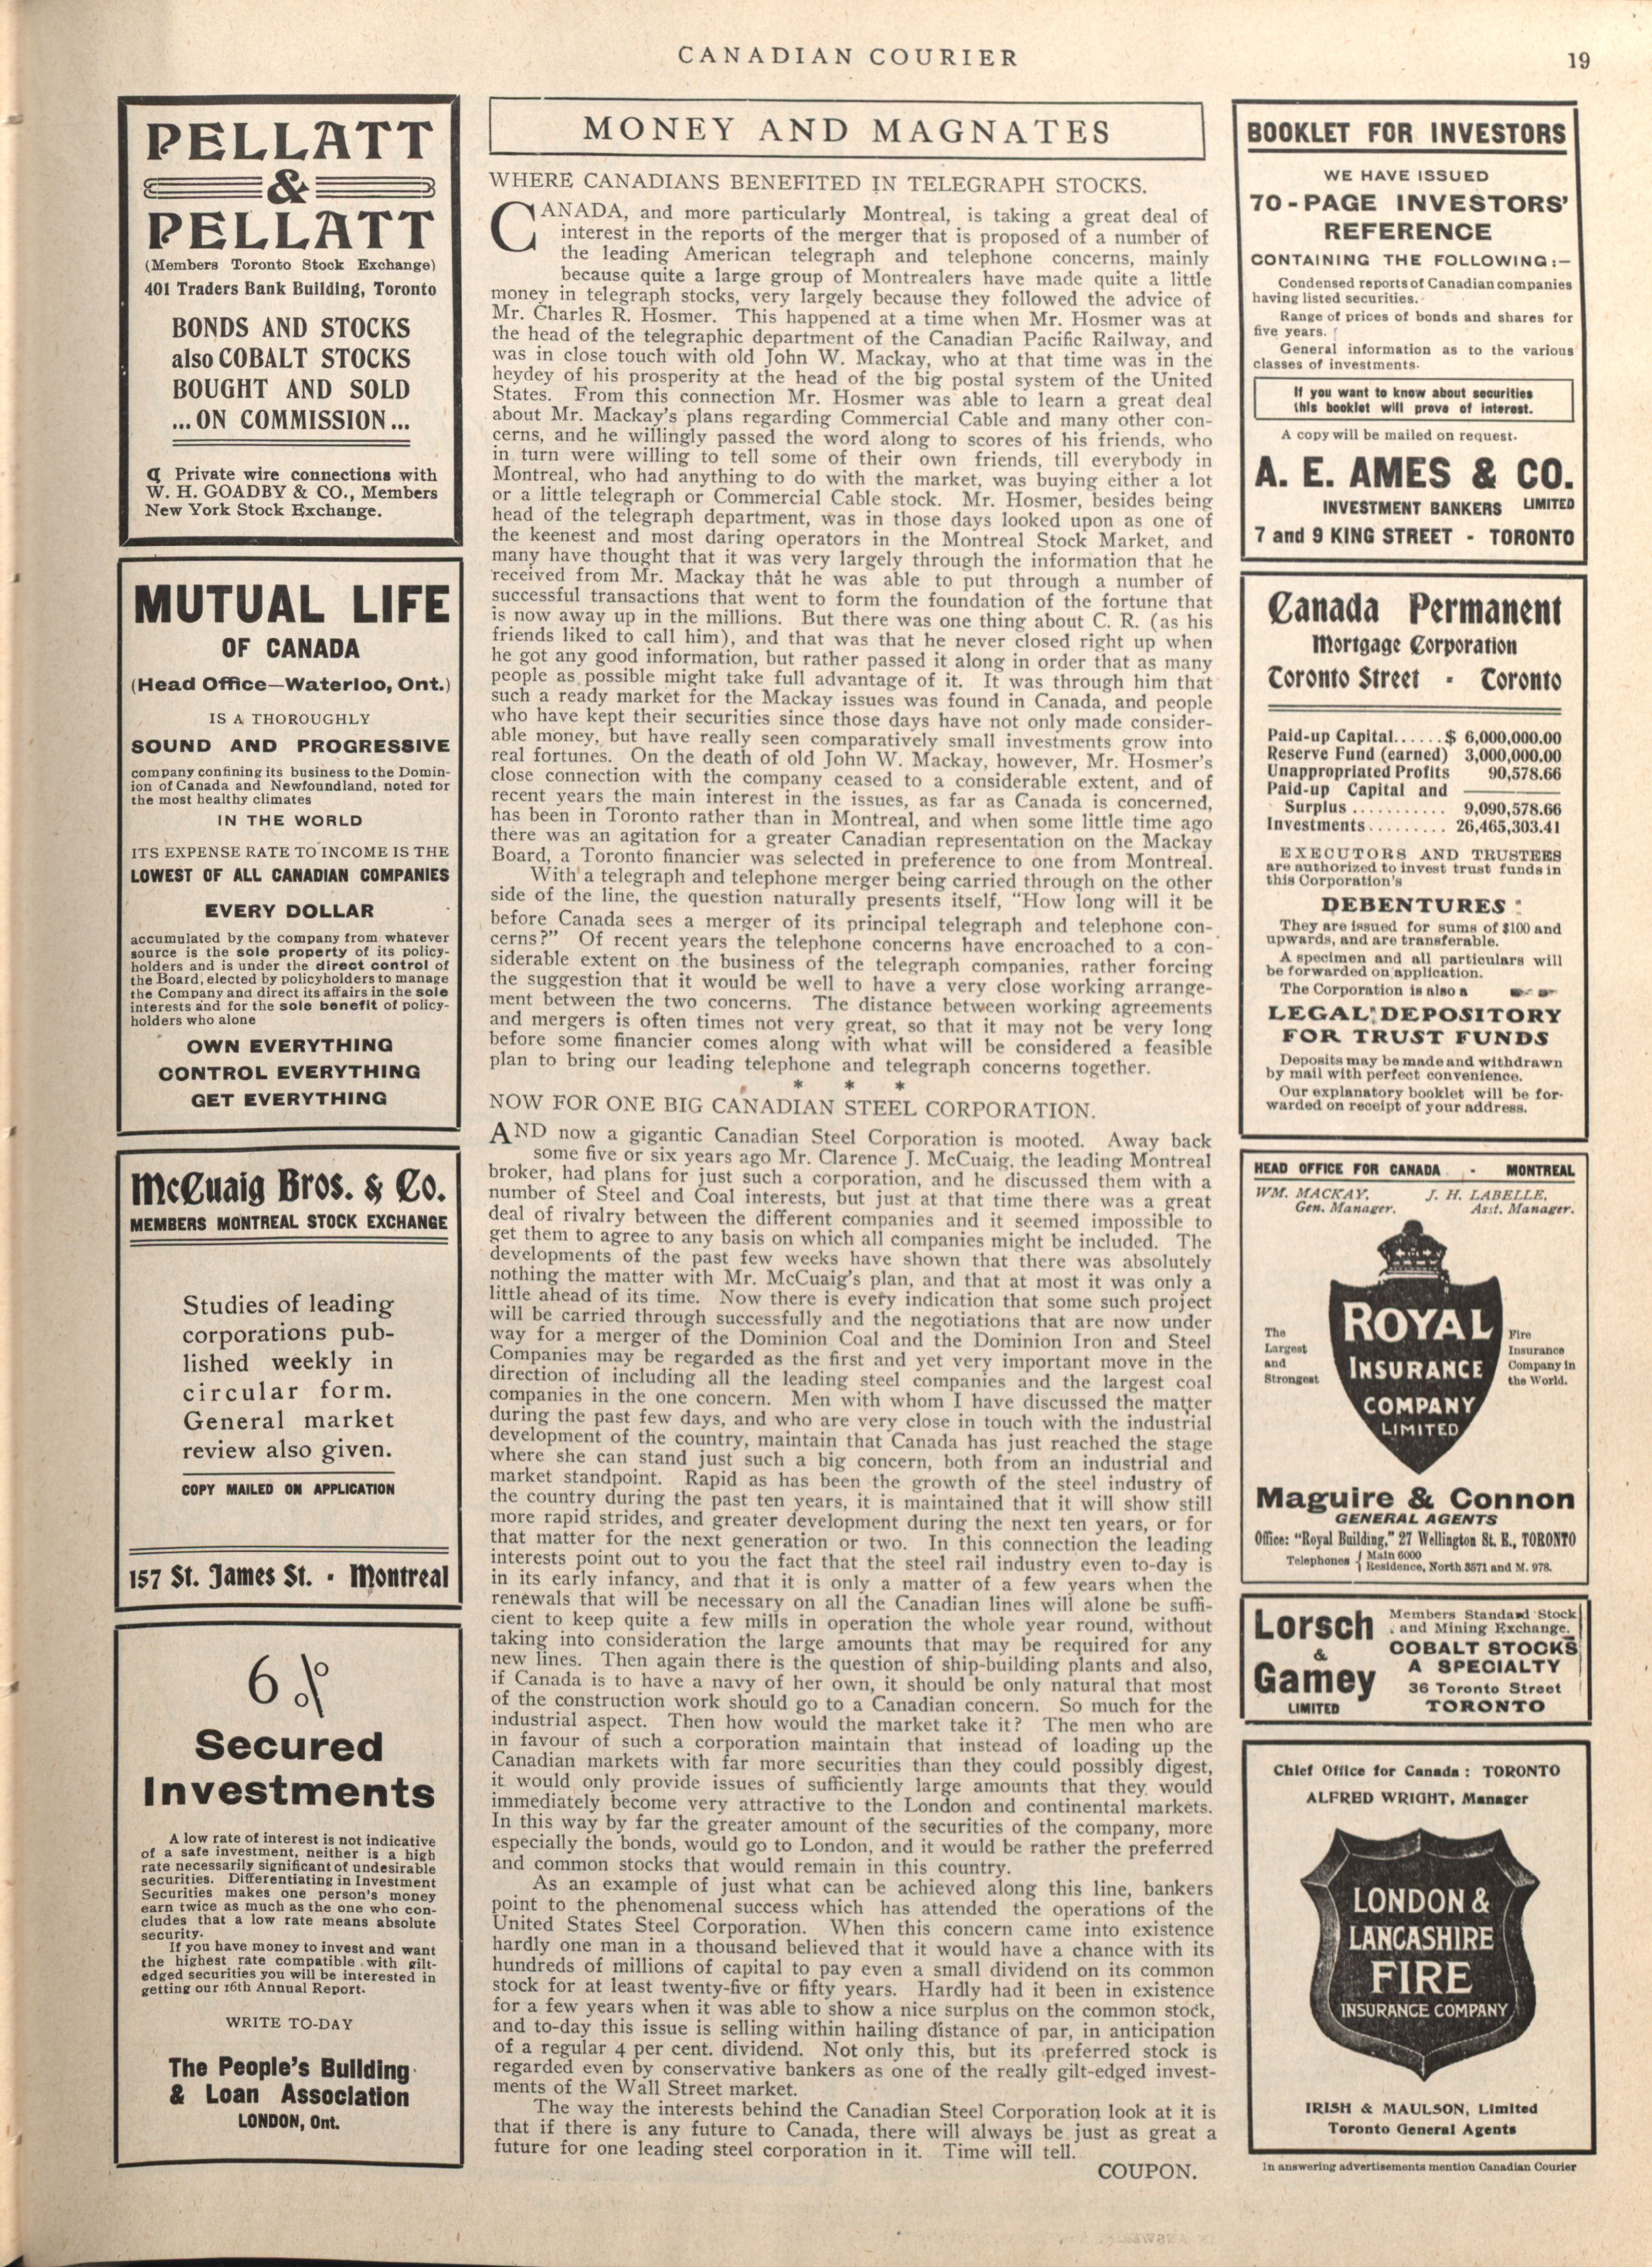 CANADIAN COURIER
19
PELLATT
&
PELLATT
(Members Toronto Stock Exchange)
401 Traders Bank Building, Toronto
BONDS AND STOCKS
also COBALT STOCKS
BOUGHT AND SOLD
...ON COMMISSION...
¶ Private wire connections with
W. H. GOADBY & CO., Members
New York Stock Exchange.
MUTUAL LIFE
OF CANADA
(Head Office—Waterloo, Ont.)
IS A THOROUGHLY
SOUND AND PROGRESSIVE
company confining its business to the Domin-
ion of Canada and Newfoundland, noted for
the most healthy climates
IN THE WORLD
ITS EXPENSE RATE TO INCOME IS THE
LOWEST OF ALL CANADIAN COMPANIES
EVERY DOLLAR
accumulated by the company from whatever
source is the sole property of its policy-
holders and is under the direct control of
the Board, elected by policyholders to manage
the Company and direct its affairs in the sole
interests and for the sole benefit of policy-
holders who alone
OWN EVERYTHING
CONTROL EVERYTHING
GET EVERYTHING
McCuaig Bros. & Co.
MEMBERS MONTREAL STOCK EXCHANGE
Studies of leading
corporations pub-
lished weekly in
circular form.
General market
review also given.
COPY MAILED ON APPLICATION
157 St. James St. - Montreal
6%
Secured
Investments
A low rate of interest is not indicative
of a safe investment, neither is a high
rate necessarily significant of undesirable
securities. Differentiating in Investment
Securities makes one person's money
earn twice as much as the one who con-
cludes that a low rate means absolute
security.
If you have money to invest and want
the highest rate compatible with gilt-
edged securities you will be interested in
getting our 16th Annual Report.
WRITE TO-DAY
The People's Building
& Loan Association
LONDON, Ont.
MONEY AND MAGNATES
WHERE CANADIANS BENEFITED IN TELEGRAPH STOCKS.
CANADA, and more particularly Montreal, is taking a great deal of
interest in the reports of the merger that is proposed of a number of
the leading American telegraph and telephone concerns, mainly
because quite a large group of Montrealers have made quite a little
money in telegraph stocks, very largely because they followed the advice of
Mr. Charles R. Hosmer. This happened at a time when Mr. Hosmer was at
the head of the telegraphic department of the Canadian Pacific Railway, and
was in close touch with old John W. Mackay, who at that time was in the
heydey of his prosperity at the head of the big postal system of the United
States. From this connection Mr. Hosmer was able to learn a great deal
about Mr. Mackay's plans regarding Commercial Cable and many other con-
cerns, and he willingly passed the word along to scores of his friends, who
in turn were willing to tell some of their own friends, till everybody in
Montreal, who had anything to do with the market, was buying either a lot
or a little telegraph or Commercial Cable stock. Mr. Hosmer, besides being
head of the telegraph department, was in those days looked upon as one of
the keenest and most daring operators in the Montreal Stock Market, and
many have thought that it was very largely through the information that he
received from Mr. Mackay that he was able to put through a number of
successful transactions that went to form the foundation of the fortune that
is now away up in the millions. But there was one thing about C. R. (as his
friends liked to call him), and that was that he never closed right up when
he got any good information, but rather passed it along in order that as many
people as possible might take full advantage of it. It was through him that
such a ready market for the Mackay issues was found in Canada, and people
who have kept their securities since those days have not only made consider-
able money, but have really seen comparatively small investments grow into
real fortunes. On the death of old John W. Mackay, however, Mr. Hosmer's
close connection with the company ceased to a considerable extent, and of
recent years the main interest in the issues, as far as Canada is concerned,
has been in Toronto rather than in Montreal, and when some little time ago
there was an agitation for a greater Canadian representation on the Mackay
Board, a Toronto financier was selected in preference to one from Montreal.
With a telegraph and telephone merger being carried through on the other
side of the line, the question naturally presents itself, "How long will it be
before Canada sees a merger of its principal telegraph and telephone con-
cerns?" Of recent years the telephone concerns have encroached to a con-
siderable extent on the business of the telegraph companies, rather forcing
the suggestion that it would be well to have a very close working arrange-
ment between the two concerns. The distance between working agreements
and mergers is often times not very great, so that it may not be very long
before some financier comes along with what will be considered a feasible
plan to bring our leading telephone and telegraph concerns together.
* * *
NOW FOR ONE BIG CANADIAN STEEL CORPORATION.
AND now a gigantic Canadian Steel Corporation is mooted. Away back
some five or six years ago Mr. Clarence J. McCuaig, the leading Montreal
broker, had plans for just such a corporation, and he discussed them with a
number of Steel and Coal interests, but just at that time there was a great
deal of rivalry between the different companies and it seemed impossible to
get them to agree to any basis on which all companies might be included. The
developments of the past few weeks have shown that there was absolutely
nothing the matter with Mr. McCuaig's plan, and that at most it was only a
little ahead of its time. Now there is every indication that some such project
will be carried through successfully and the negotiations that are now under
way for a merger of the Dominion Coal and the Dominion Iron and Steel
Companies may be regarded as the first and yet very important move in the
direction of including all the leading steel companies and the largest coal
companies in the one concern. Men with whom I have discussed the matter
during the past few days, and who are very close in touch with the industrial
development of the country, maintain that Canada has just reached the stage
where she can stand just such a big concern, both from an industrial and
market standpoint. Rapid as has been the growth of the steel industry of
the country during the past ten years, it is maintained that it will show still
more rapid strides, and greater development during the next ten years, or for
that matter for the next generation or two. In this connection the leading
interests point out to you the fact that the steel rail industry even to-day is
in its early infancy, and that it is only a matter of a few years when the
renewals that will be necessary on all the Canadian lines will alone be suffi-
cient to keep quite a few mills in operation the whole year round, without
taking into consideration the large amounts that may be required for any
new lines. Then again there is the question of ship-building plants and also,
if Canada is to have a navy of her own, it should be only natural that most
of the construction work should go to a Canadian concern. So much for the
industrial aspect. Then how would the market take it? The men who are
in favour of such a corporation maintain that instead of loading up the
Canadian markets with far more securities than they could possibly digest,
it would only provide issues of sufficiently large amounts that they would
immediately become very attractive to the London and continental markets.
In this way by far the greater amount of the securities of the company, more
especially the bonds, would go to London, and it would be rather the preferred
and common stocks that would remain in this country.
As an example of just what can be achieved along this line, bankers
point to the phenomenal success which has attended the operations of the
United States Steel Corporation. When this concern came into existence
hardly one man in a thousand believed that it would have a chance with its
hundreds of millions of capital to pay even a small dividend on its common
stock for at least twenty-five or fifty years. Hardly had it been in existence
for a few years when it was able to show a nice surplus on the common stock,
and to-day this issue is selling within hailing distance of par, in anticipation
of a regular 4 per cent. dividend. Not only this, but its preferred stock is
regarded even by conservative bankers as one of the really gilt-edged invest-
ments of the Wall Street market.
The way the interests behind the Canadian Steel Corporation look at it is
that if there is any future to Canada, there will always be just as great a
future for one leading steel corporation in it. Time will tell.
COUPON.
BOOKLET FOR INVESTORS
WE HAVE ISSUED
70-PAGE INVESTORS'
REFERENCE
CONTAINING THE FOLLOWING:—
Condensed reports of Canadian companies
having listed securities.
Range of prices of bonds and shares for
five years.
General information as to the various
classes of investments.
If you want to know about securities
this booklet will prove of interest.
A copy will be mailed on request.
A. E. AMES & CO.
INVESTMENT BANKERS LIMITED
7 and 9 KING STREET - TORONTO
Canada Permanent
Mortgage Corporation
Toronto Street - Toronto
Paid-up Capital......$ 6,000,000.00
Reserve Fund (earned) 3,000,000.00
Unappropriated Profits 90,578.66
Paid-up Capital and
Surplus ........... 9,090,578.66
Investments......... 26,465,303.41
EXECUTORS AND TRUSTEES
are authorized to invest trust funds in
this Corporation's
DEBENTURES
They are issued for sums of $100 and
upwards, and are transferable.
A specimen and all particulars will
be forwarded on application.
The Corporation is also a
LEGAL DEPOSITORY
FOR TRUST FUNDS
Deposits may be made and withdrawn
by mail with perfect convenience.
Our explanatory booklet will be for-
warded on receipt of your address.
HEAD OFFICE FOR CANADA - MONTREAL
WM. MACKAY, J. H. LABELLE,
Gen. Manager. Asst. Manager.
The
Largest
and
Strongest
ROYAL
INSURANCE
COMPANY
LIMITED
Fire
Insurance
Company in
the World.
Maguire & Connon
GENERAL AGENTS
Office: "Royal Building," 27 Wellington St. E., TORONTO
Telephones { Main 6000
Residence, North 3571 and M. 978.
Lorsch
&
Gamey
LIMITED
Members Standard Stock
and Mining Exchange.
COBALT STOCKS
A SPECIALTY
36 Toronto Street
TORONTO
Chief Office for Canada: TORONTO
ALFRED WRIGHT, Manager
LONDON &
LANCASHIRE
FIRE
INSURANCE COMPANY
IRISH & MAULSON, Limited
Toronto General Agents
In answering advertisements mention Canadian Courier